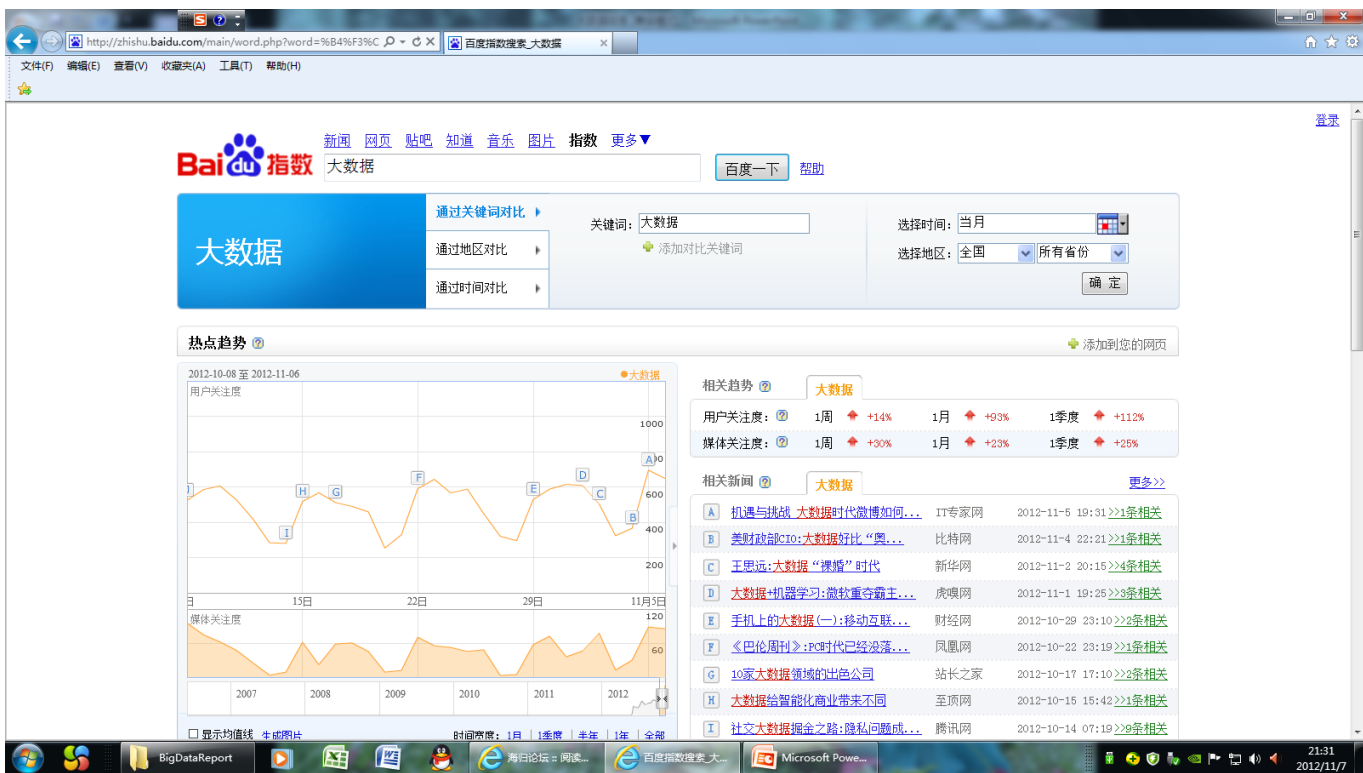 http://zhishu.baidu.com/main/word.php?word=%B4%F3%C
百度指数搜索_大数据
文件(F) 编辑(E) 查看(V) 收藏夹(A) 工具(T) 帮助(H)
登录
新闻 网页 贴吧 知道 音乐 图片 指数 更多▼
Bai du 指数
大数据
百度一下 帮助
大数据
通过关键词对比
通过地区对比
通过时间对比
关键词: 大数据
添加对比关键词
选择时间: 当月
选择地区: 全国 所有省份
确 定
热点趋势
添加到您的网页
2012-10-08 至 2012-11-06 大数据
用户关注度
1000
600
400
200
A
B
C
D
E
F
G
H
I
15日 22日 29日 11月5日
媒体关注度
120
60
2007 2008 2009 2010 2011 2012
显示均值线 生成图片 时间宽度: 1月 | 1季度 | 半年 | 1年 | 全部
相关趋势 大数据
用户关注度: 1周 +14% 1月 +93% 1季度 +112%
媒体关注度: 1周 +30% 1月 +23% 1季度 +25%
相关新闻 大数据 更多>>
A 机遇与挑战 大数据时代微博如何... IT专家网 2012-11-5 19:31 >>1条相关
B 美财政部CIO:大数据好比“奥... 比特网 2012-11-4 22:21 >>1条相关
C 王思远:大数据“裸婚”时代 新华网 2012-11-2 20:15 >>4条相关
D 大数据+机器学习:微软重夺霸主... 虎嗅网 2012-11-1 19:25 >>3条相关
E 手机上的大数据(一):移动互联... 财经网 2012-10-29 23:10 >>2条相关
F 《巴伦周刊》:PC时代已经没落... 凤凰网 2012-10-22 23:19 >>1条相关
G 10家大数据领域的出色公司 站长之家 2012-10-17 17:10 >>2条相关
H 大数据给智能化商业带来不同 至顶网 2012-10-15 15:42 >>1条相关
I 社交大数据掘金之路:隐私问题成... 腾讯网 2012-10-14 07:19 >>9条相关
BigDataReport
海归论坛 :: 阅读...
百度指数搜索_大...
Microsoft Powe...
21:31
2012/11/7